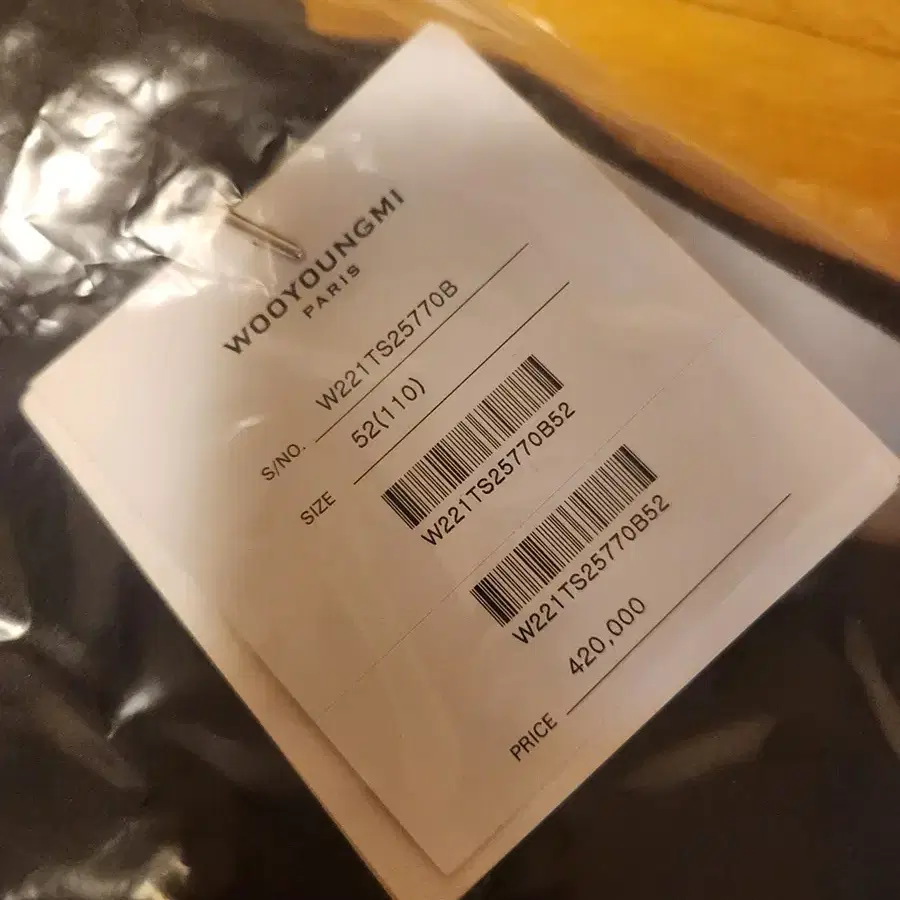 WOOYOUNGMI
PARIS
S/NO. W221TS25770B
SIZE 52(110)
W221TS25770B52
W221TS25770B52
PRICE 420,000